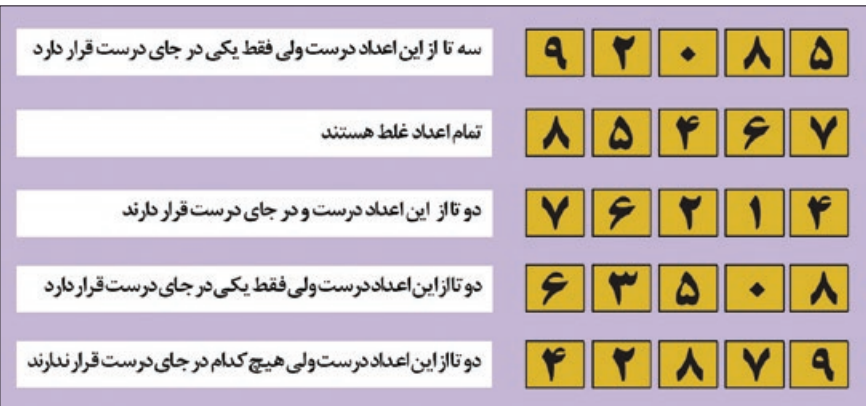 سه تا از این اعداد درست ولی فقط یکی در جای درست قرار دارد
۹ ۲ ۰ ۸ ۵
تمام اعداد غلط هستند
۸ ۵ ۴ ۶ ۷
دو تا از این اعداد درست و در جای درست قرار دارند
۷ ۶ ۲ ۱ ۴
دو تا از این اعداد درست ولی فقط یکی در جای درست قرار دارد
۶ ۳ ۵ ۰ ۸
دو تا از این اعداد درست ولی هیچ کدام در جای درست قرار ندارند
۴ ۲ ۸ ۷ ۹